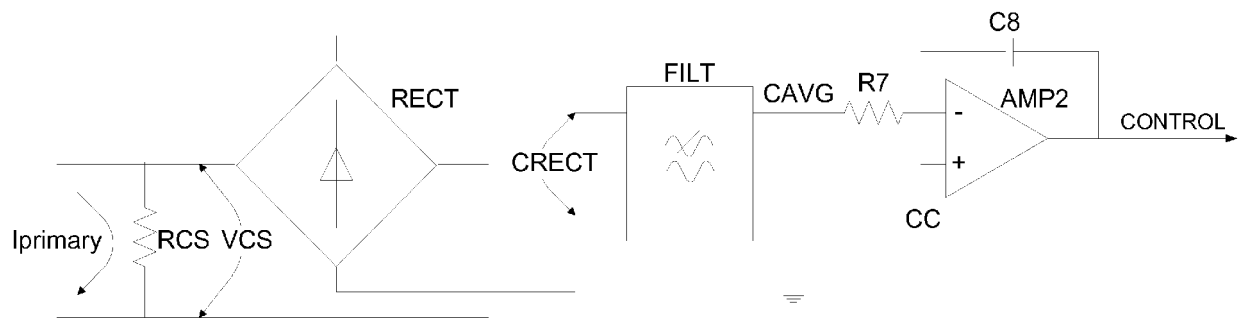 C8
FILT
RECT
CAVG
R7
AMP2
-
CONTROL
CRECT
+
CC
Iprimary
RCS
VCS